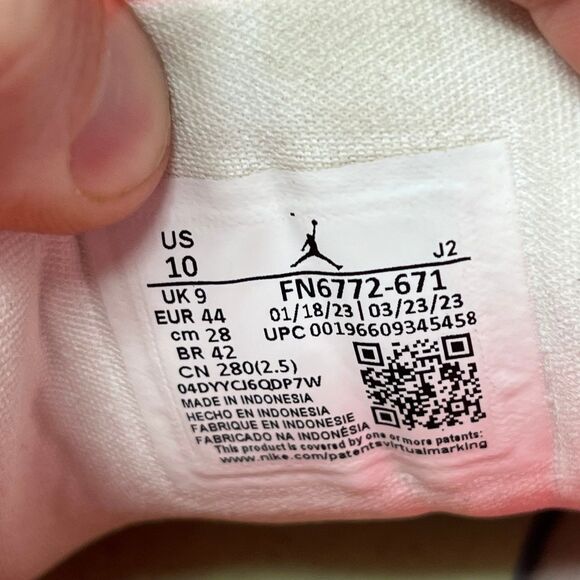 US
10
J2
UK 9
EUR 44
cm 28
BR 42
CN 280(2.5)
04DYYCJ6QDP7W
FN6772-671
01/18/23 | 03/23/23
UPC 00196609345458
MADE IN INDONESIA
HECHO EN INDONESIA
FABRIQUE EN INDONESIE
FABRICADO NA INDONÉSIA
This product is covered by one or more patents:
www.nike.com/patentsvirtualmarking